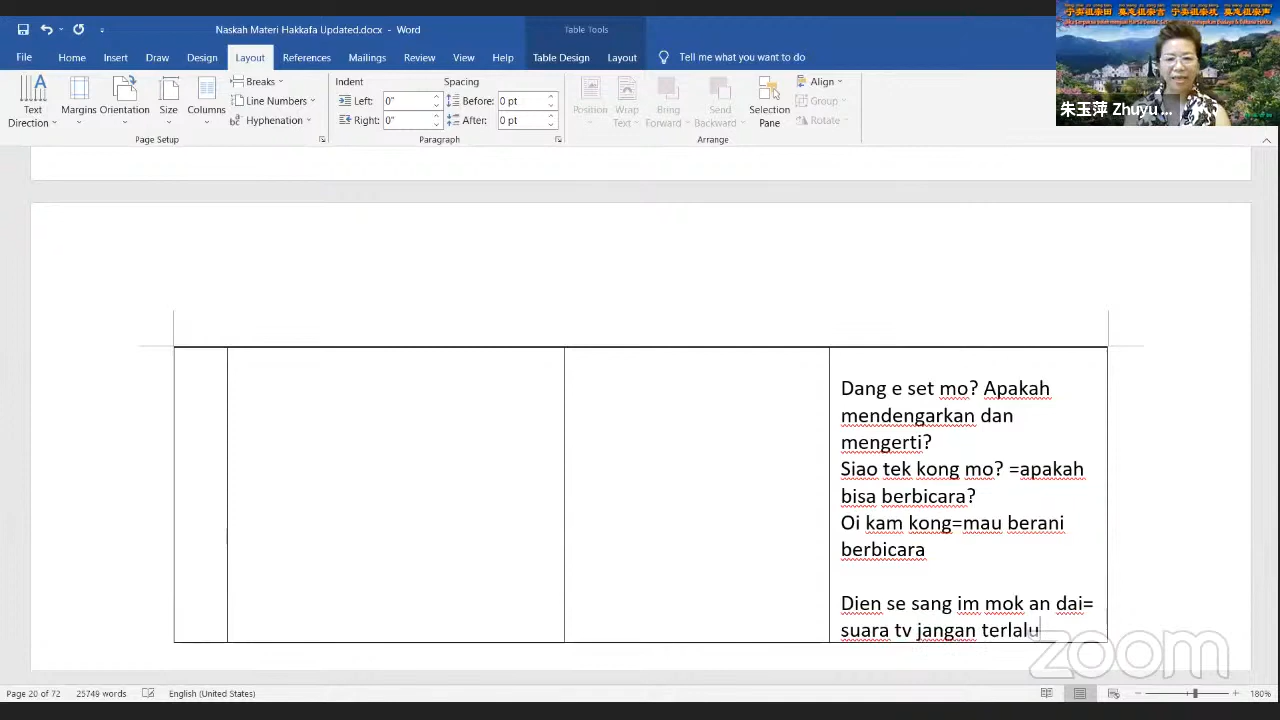 Naskah Materi Hakkafa Updated.docx - Word
Table Tools
File Home Insert Draw Design Layout References Mailings Review View Help Table Design Layout Tell me what you want to do
Text Direction
Margins
Orientation
Size
Columns
Breaks
Line Numbers
Hyphenation
Page Setup
Indent
Left: 0"
Right: 0"
Spacing
Before: 0 pt
After: 0 pt
Paragraph
Position
Wrap Text
Bring Forward
Send Backward
Selection Pane
Align
Group
Rotate
Arrange
朱玉萍 Zhuyu ...
Dang e set mo? Apakah
mendengarkan dan
mengerti?
Siao tek kong mo? =apakah
bisa berbicara?
Oi kam kong=mau berani
berbicara
Dien se sang im mok an dai=
suara tv jangan terlalu
zoom
Page 20 of 72 25749 words English (United States) 180%